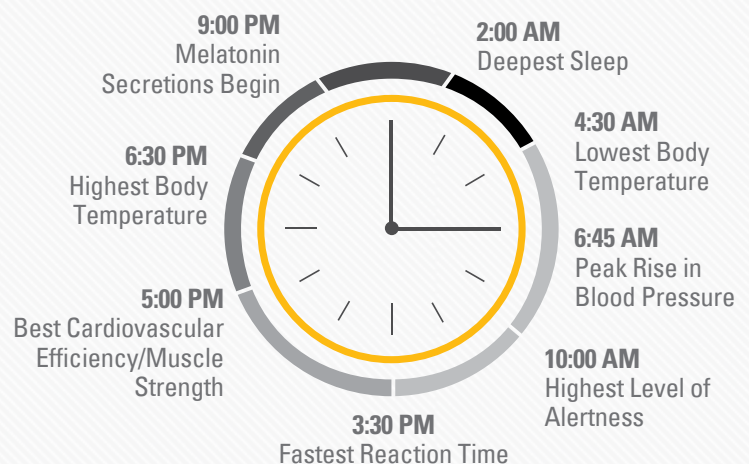 9:00 PM
Melatonin
Secretions Begin
2:00 AM
Deepest Sleep
4:30 AM
Lowest Body
Temperature
6:30 PM
Highest Body
Temperature
6:45 AM
Peak Rise in
Blood Pressure
5:00 PM
Best Cardiovascular
Efficiency/Muscle
Strength
10:00 AM
Highest Level of
Alertness
3:30 PM
Fastest Reaction Time